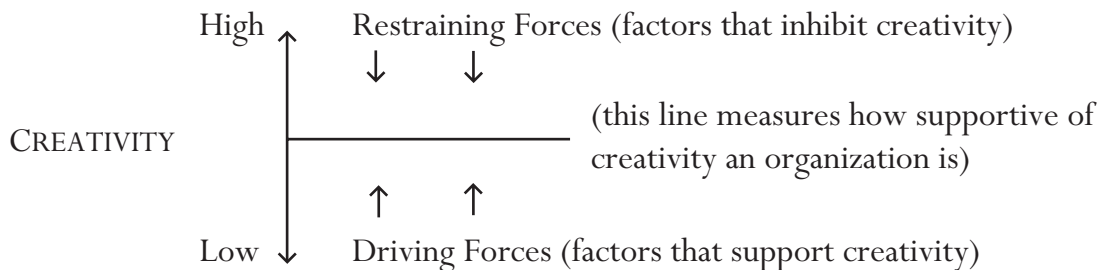 High Restraining Forces (factors that inhibit creativity)
(this line measures how supportive of
CREATIVITY
creativity an organization is)
Low Driving Forces (factors that support creativity)